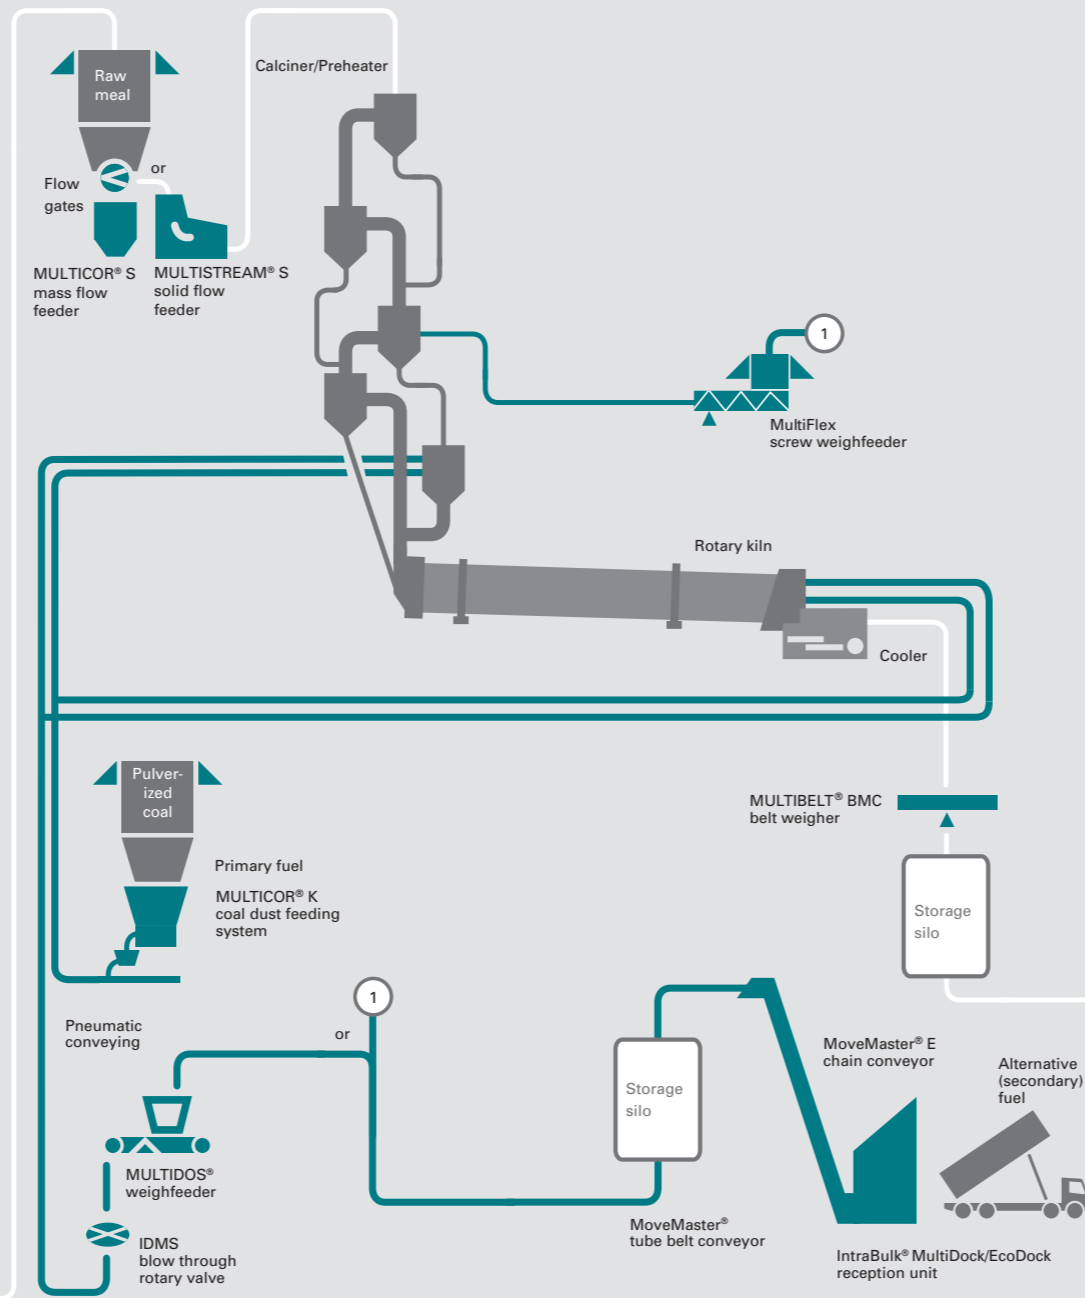 Raw
meal
Calciner/Preheater
or
Flow
gates
MULTICOR® S
mass flow
feeder
MULTISTREAM® S
solid flow
feeder
1
MultiFlex
screw weighfeeder
Rotary kiln
Cooler
Pulver-
ized
coal
MULTIBELT® BMC
belt weigher
Primary fuel
MULTICOR® K
coal dust feeding
system
Storage
silo
Pneumatic
conveying
1
or
Storage
silo
MoveMaster® E
chain conveyor
Alternative
(secondary)
fuel
MULTIDOS®
weighfeeder
MoveMaster®
tube belt conveyor
IDMS
blow through
rotary valve
IntraBulk® MultiDock/EcoDock
reception unit